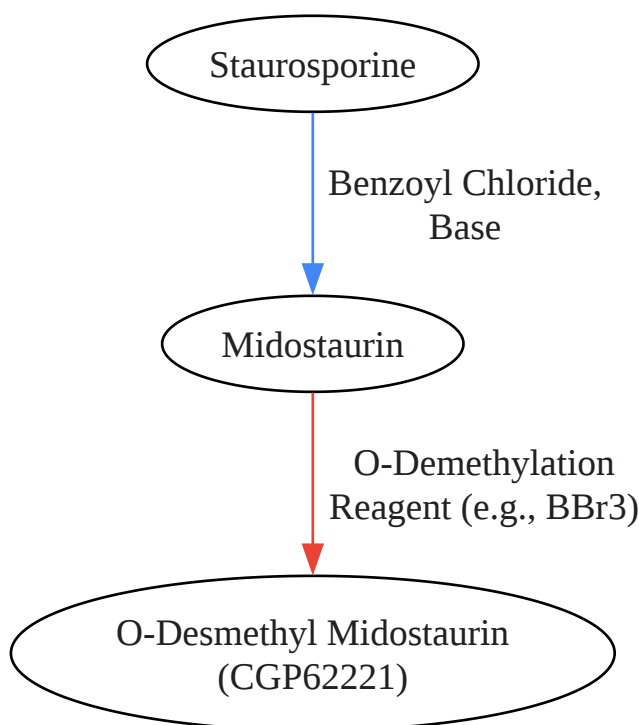 Staurosporine
Benzoyl Chloride,
Base
Midostaurin
O-Demethylation
Reagent (e.g., BBr3)
O-Desmethyl Midostaurin
(CGP62221)